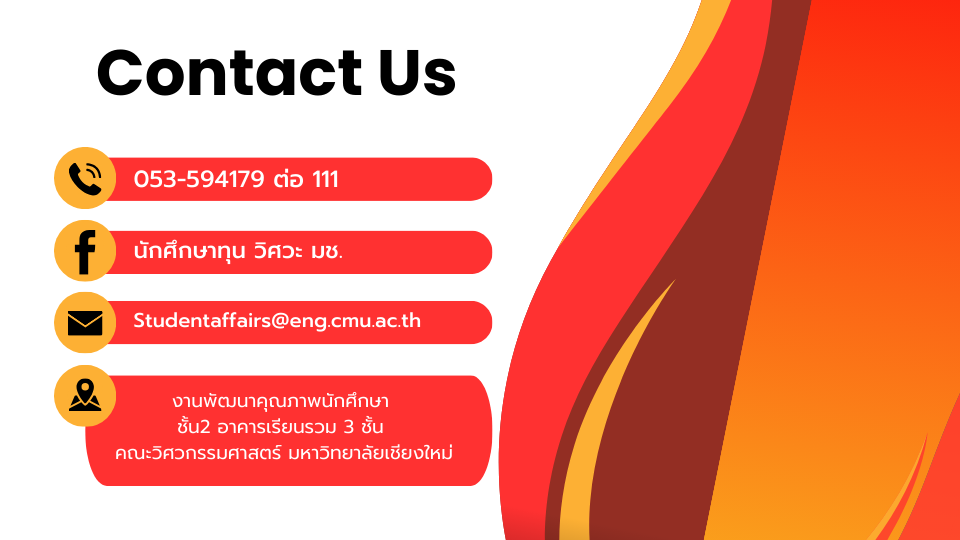 Contact Us
053-594179 ต่อ 111
นักศึกษาทุน วิศวะ มช.
Studentaffairs@eng.cmu.ac.th
งานพัฒนาคุณภาพนักศึกษา
ชั้น2 อาคารเรียนรวม 3 ชั้น
คณะวิศวกรรมศาสตร์ มหาวิทยาลัยเชียงใหม่